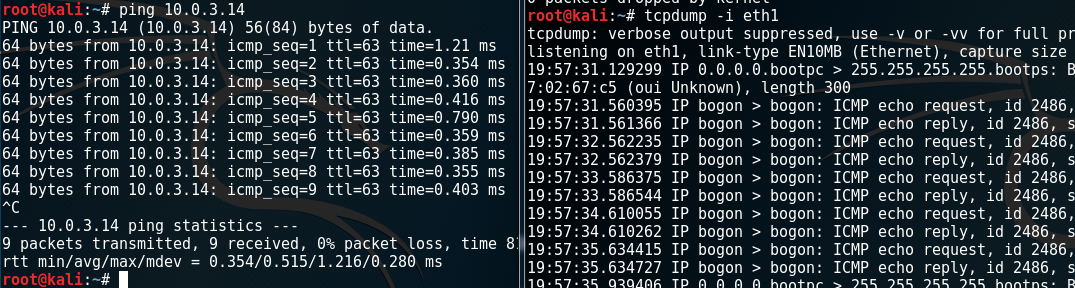 root@kali:~# ping 10.0.3.14
PING 10.0.3.14 (10.0.3.14) 56(84) bytes of data.
64 bytes from 10.0.3.14: icmp_seq=1 ttl=63 time=1.21 ms
64 bytes from 10.0.3.14: icmp_seq=2 ttl=63 time=0.354 ms
64 bytes from 10.0.3.14: icmp_seq=3 ttl=63 time=0.360 ms
64 bytes from 10.0.3.14: icmp_seq=4 ttl=63 time=0.416 ms
64 bytes from 10.0.3.14: icmp_seq=5 ttl=63 time=0.790 ms
64 bytes from 10.0.3.14: icmp_seq=6 ttl=63 time=0.359 ms
64 bytes from 10.0.3.14: icmp_seq=7 ttl=63 time=0.385 ms
64 bytes from 10.0.3.14: icmp_seq=8 ttl=63 time=0.355 ms
64 bytes from 10.0.3.14: icmp_seq=9 ttl=63 time=0.403 ms
^C
--- 10.0.3.14 ping statistics ---
9 packets transmitted, 9 received, 0% packet loss, time 81
rtt min/avg/max/mdev = 0.354/0.515/1.216/0.280 ms
root@kali:~#
0 packets dropped by kernel
root@kali:~# tcpdump -i eth1
tcpdump: verbose output suppressed, use -v or -vv for full pr
listening on eth1, link-type EN10MB (Ethernet), capture size
19:57:31.129299 IP 0.0.0.0.bootpc > 255.255.255.255.bootps: B
7:02:67:c5 (oui Unknown), length 300
19:57:31.560395 IP bogon > bogon: ICMP echo request, id 2486,
19:57:31.561366 IP bogon > bogon: ICMP echo reply, id 2486, s
19:57:32.562235 IP bogon > bogon: ICMP echo request, id 2486,
19:57:32.562379 IP bogon > bogon: ICMP echo reply, id 2486, s
19:57:33.586375 IP bogon > bogon: ICMP echo request, id 2486,
19:57:33.586544 IP bogon > bogon: ICMP echo reply, id 2486, s
19:57:34.610055 IP bogon > bogon: ICMP echo request, id 2486,
19:57:34.610262 IP bogon > bogon: ICMP echo reply, id 2486, s
19:57:35.634415 IP bogon > bogon: ICMP echo request, id 2486,
19:57:35.634727 IP bogon > bogon: ICMP echo reply, id 2486, s
19:57:35.939406 IP 0.0.0.0.bootpc > 255.255.255.255.bootps: B